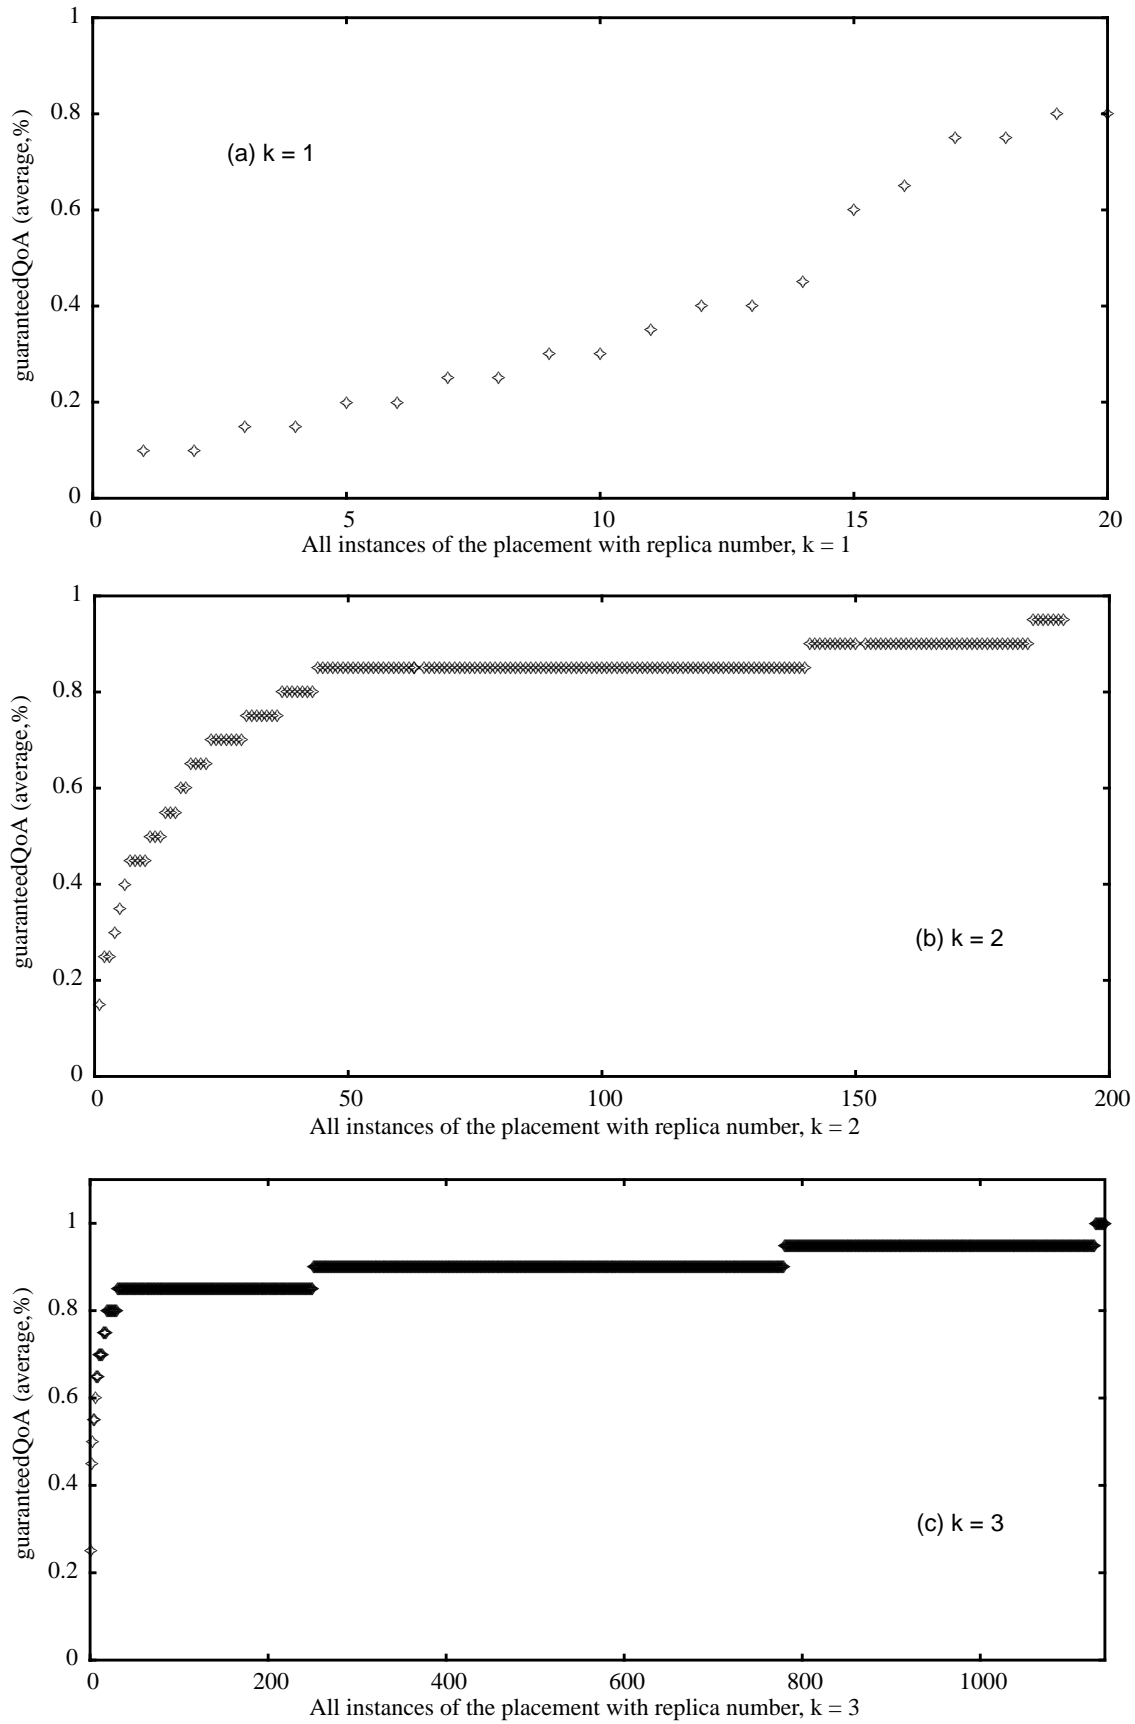 1
0.8
0.6
0.4
0.2
0
guaranteedQoA (average,%)
(a) k = 1
0 5 10 15 20
All instances of the placement with replica number, k = 1
1
0.8
0.6
0.4
0.2
0
guaranteedQoA (average,%)
(b) k = 2
0 50 100 150 200
All instances of the placement with replica number, k = 2
1
0.8
0.6
0.4
0.2
0
guaranteedQoA (average,%)
(c) k = 3
0 200 400 600 800 1000
All instances of the placement with replica number, k = 3